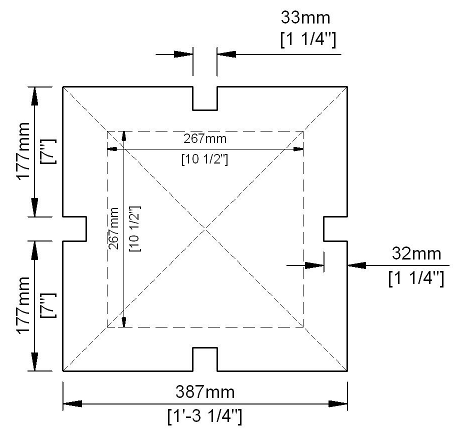 33mm
[1 1/4"]
267mm
[10 1/2"]
177mm
[7"]
267mm
[10 1/2"]
32mm
[1 1/4"]
177mm
[7"]
387mm
[1'-3 1/4"]